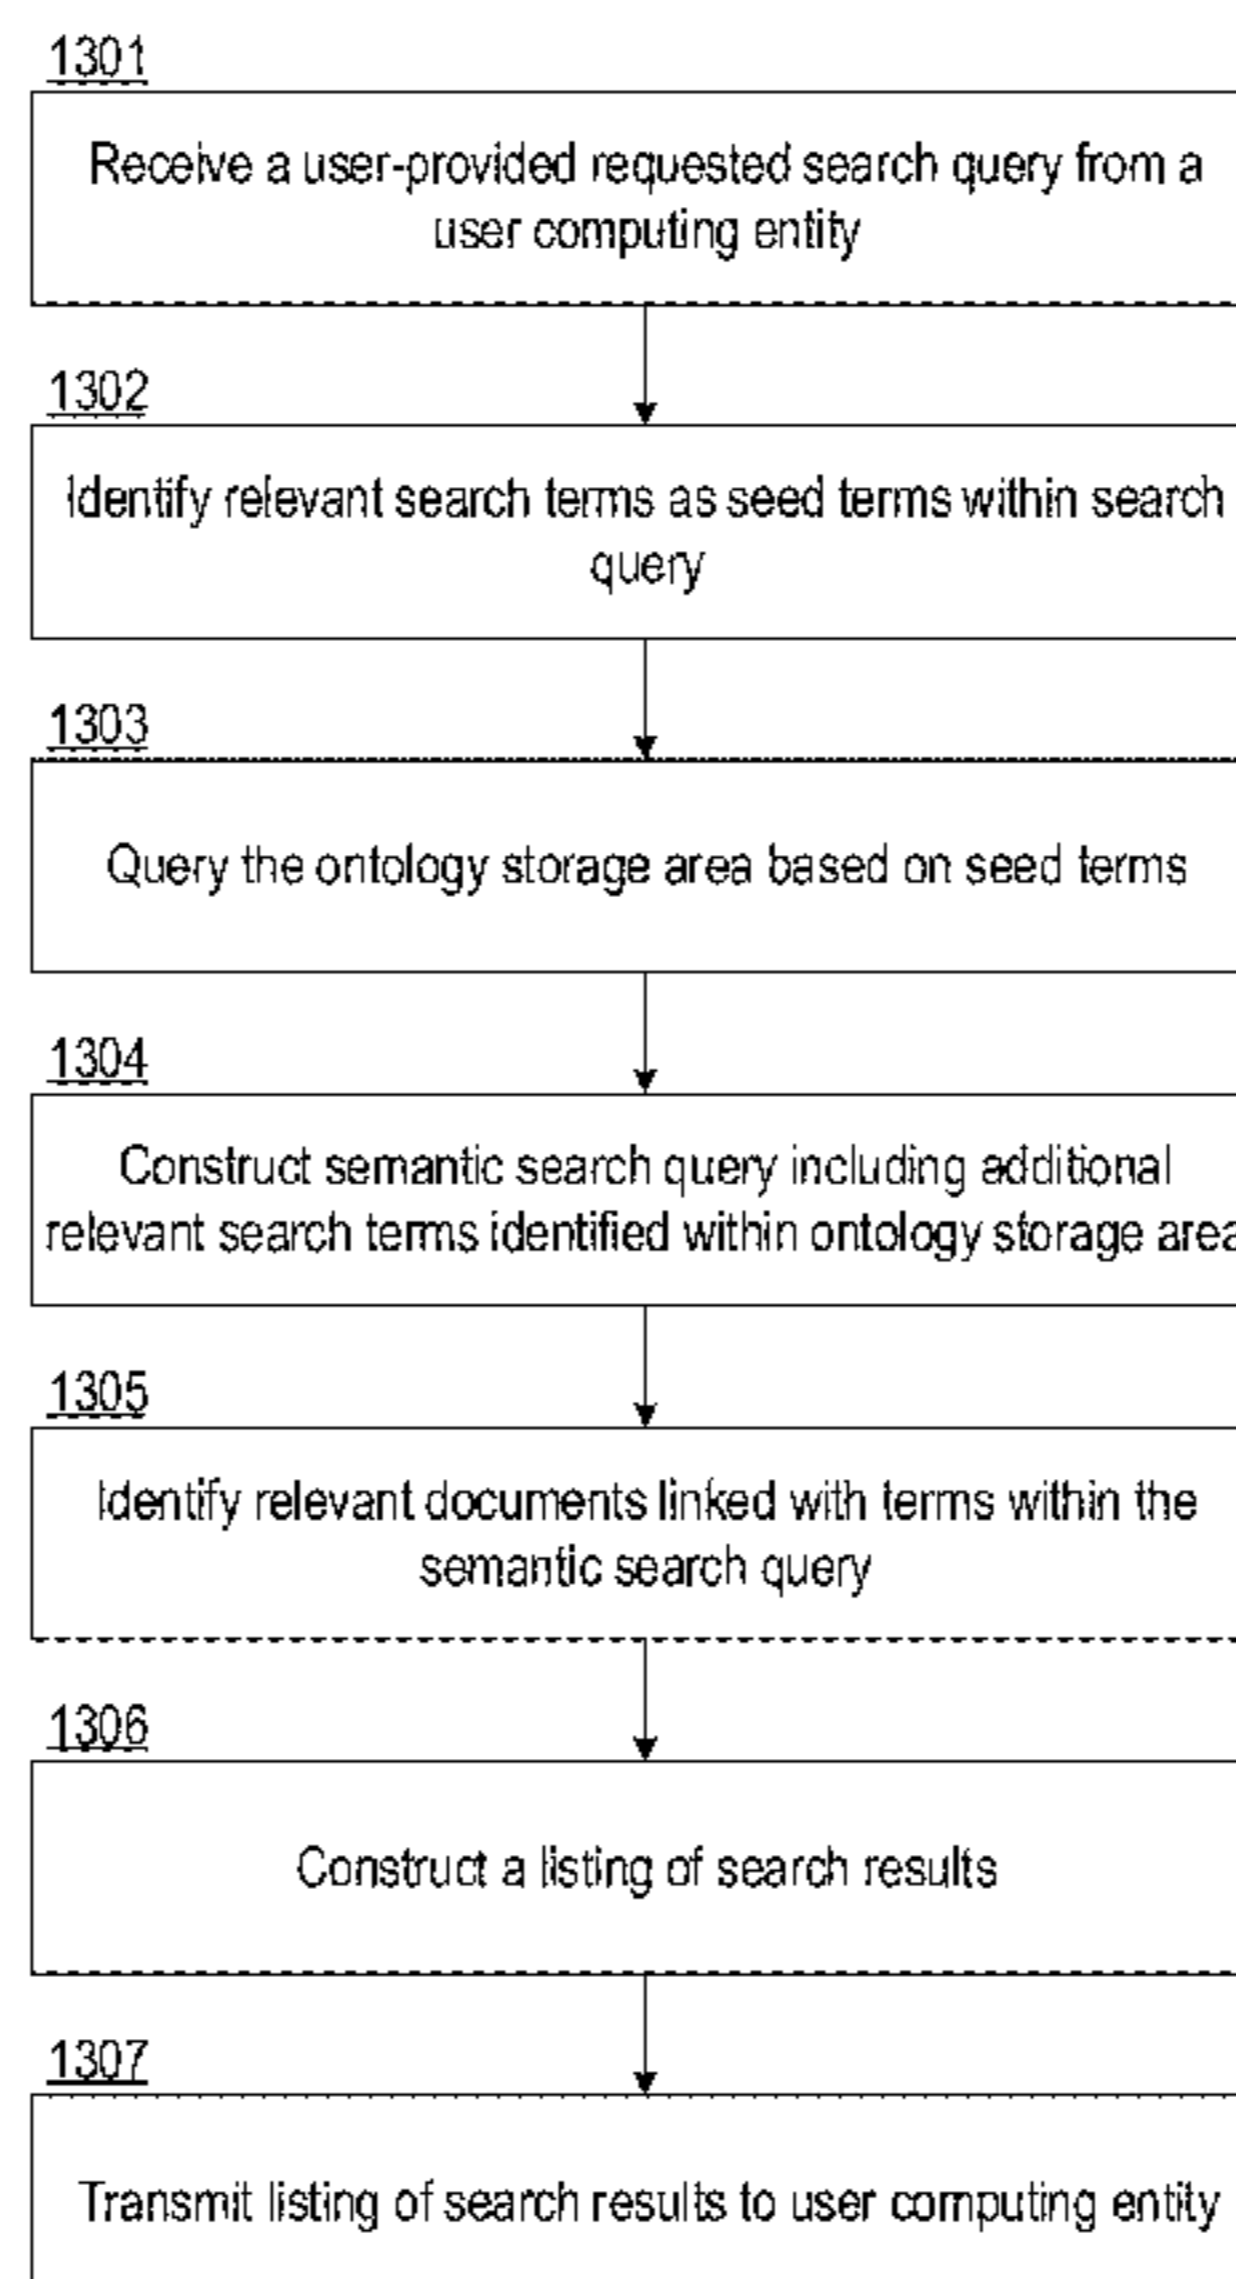 1301
Receive a user-provided requested search query from a
user computing entity
1302
Identify relevant search terms as seed terms within search
query
1303
Query the ontology storage area based on seed terms
1304
Construct semantic search query including additional
relevant search terms identified within ontology storage area
1305
Identify relevant documents linked with terms within the
semantic search query
1306
Construct a listing of search results
1307
Transmit listing of search results to user computing entity